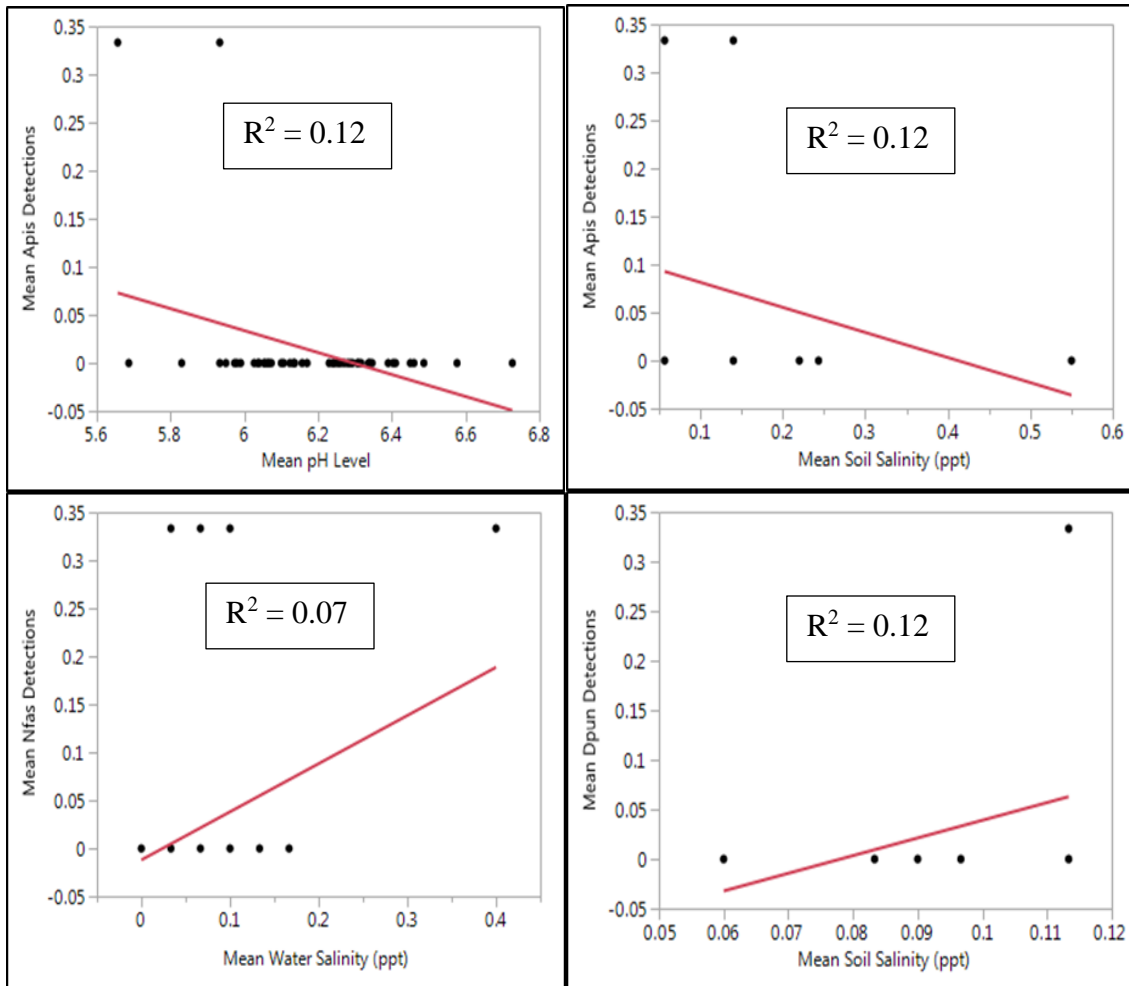 0.35
0.3
0.25
0.2
0.15
0.1
0.05
0
-0.05
Mean Apis Detections
R² = 0.12
5.6 5.8 6 6.2 6.4 6.6 6.8
Mean pH Level
0.35
0.3
0.25
0.2
0.15
0.1
0.05
0
-0.05
Mean Apis Detections
R² = 0.12
0.1 0.2 0.3 0.4 0.5 0.6
Mean Soil Salinity (ppt)
0.35
0.3
0.25
0.2
0.15
0.1
0.05
0
-0.05
Mean Nfas Detections
R² = 0.07
0 0.1 0.2 0.3 0.4
Mean Water Salinity (ppt)
0.35
0.3
0.25
0.2
0.15
0.1
0.05
0
-0.05
Mean Dpun Detections
R² = 0.12
0.05 0.06 0.07 0.08 0.09 0.1 0.11 0.12
Mean Soil Salinity (ppt)